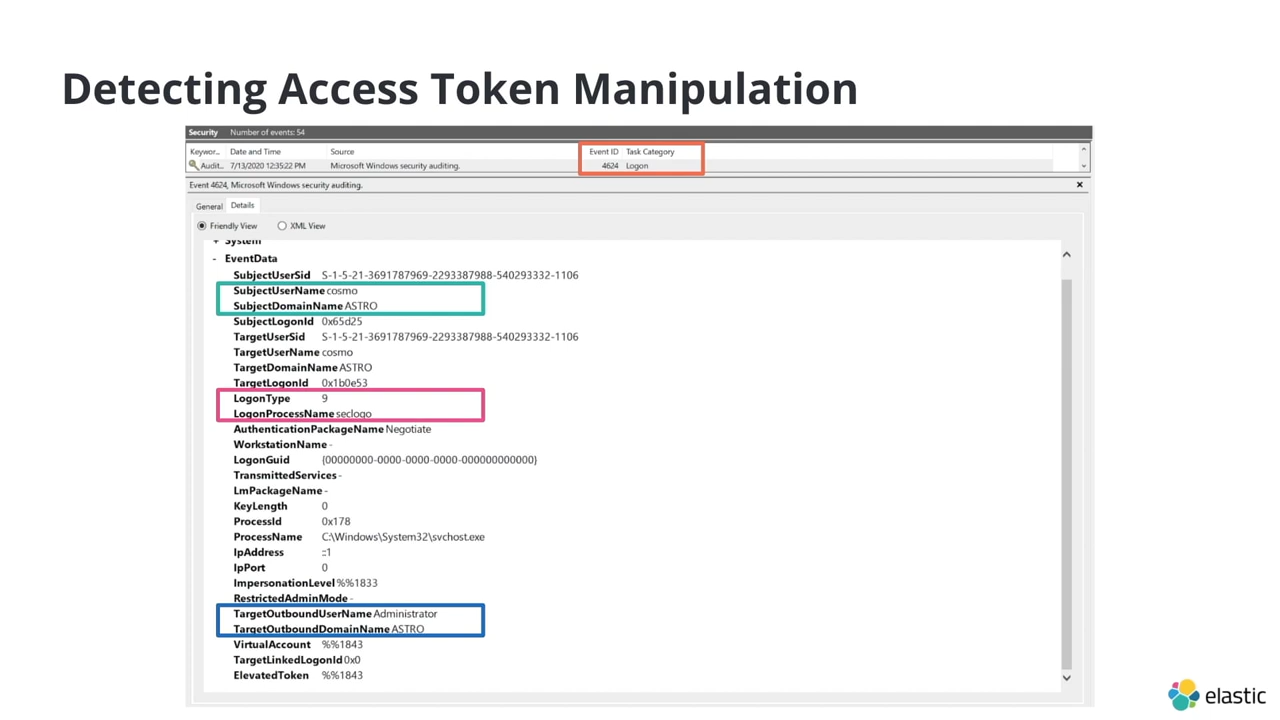 Detecting Access Token Manipulation
Security Number of events: 54
Keywor... Date and Time Source Event ID Task Category
Audit... 7/13/2020 12:35:22 PM Microsoft Windows security auditing. 4624 Logon
Event 4624, Microsoft Windows security auditing.
General Details
Friendly View XML View
+ System
- EventData
SubjectUserSid S-1-5-21-3691787969-2293387988-540293332-1106
SubjectUserName cosmo
SubjectDomainName ASTRO
SubjectLogonId 0x65d25
TargetUserSid S-1-5-21-3691787969-2293387988-540293332-1106
TargetUserName cosmo
TargetDomainName ASTRO
TargetLogonId 0x1b0e53
LogonType 9
LogonProcessName seclogo
AuthenticationPackageName Negotiate
WorkstationName -
LogonGuid {00000000-0000-0000-0000-000000000000}
TransmittedServices -
LmPackageName -
KeyLength 0
ProcessId 0x178
ProcessName C:\Windows\System32\svchost.exe
IpAddress ::1
IpPort 0
ImpersonationLevel %%1833
RestrictedAdminMode -
TargetOutboundUserName Administrator
TargetOutboundDomainName ASTRO
VirtualAccount %%1843
TargetLinkedLogonId 0x0
ElevatedToken %%1843
elastic